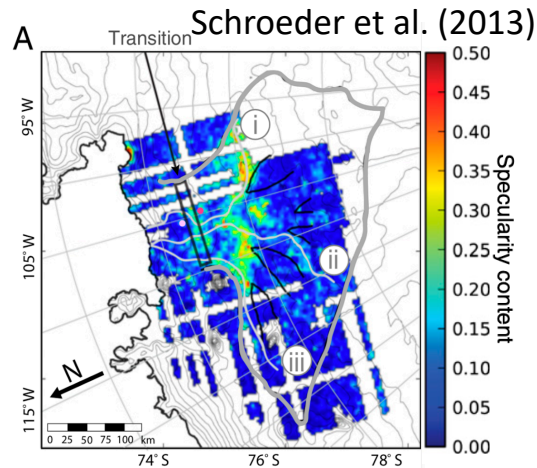 Schroeder et al. (2013)
A
Transition
95°W
105°W
115°W
i
ii
iii
N
0 25 50 75 100
km
74°S
76°S
78°S
0.50
0.45
0.40
0.35
0.30
0.25
0.20
0.15
0.10
0.05
0.00
Specularity content